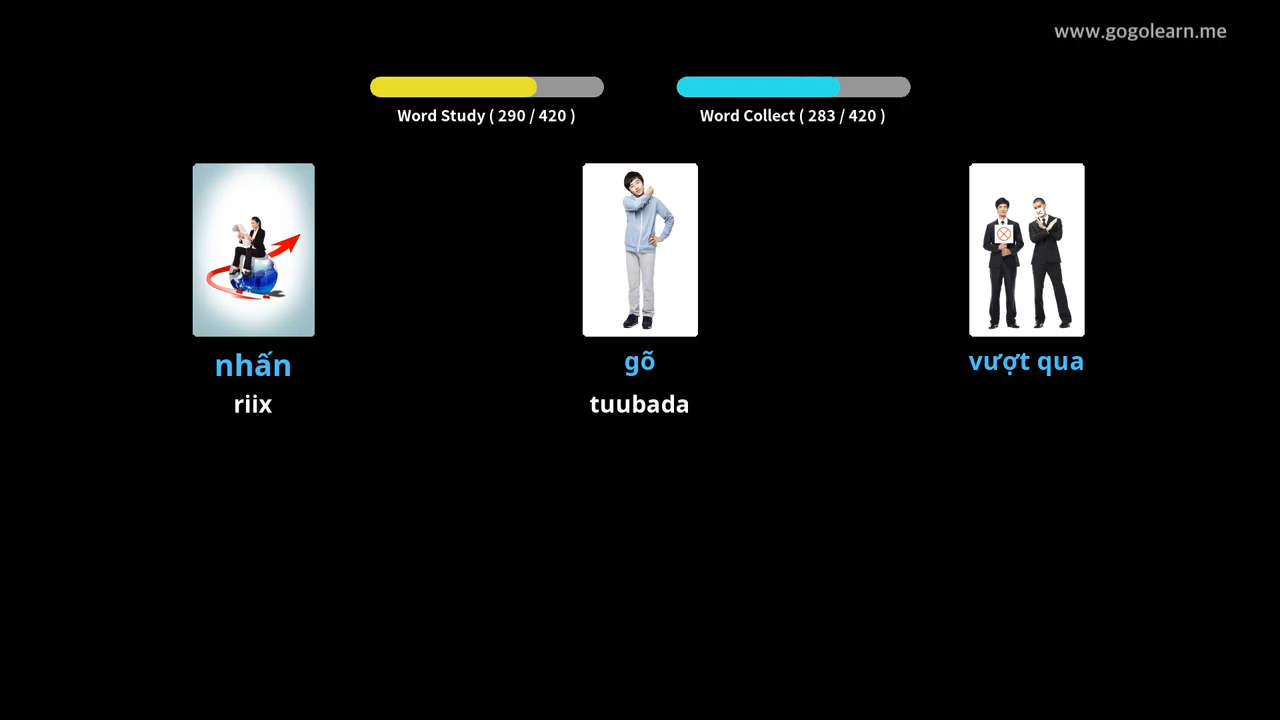 www.gogolearn.me
Word Study ( 290 / 420 )
Word Collect ( 283 / 420 )
nhấn
gõ
vượt qua
riix
tuubada